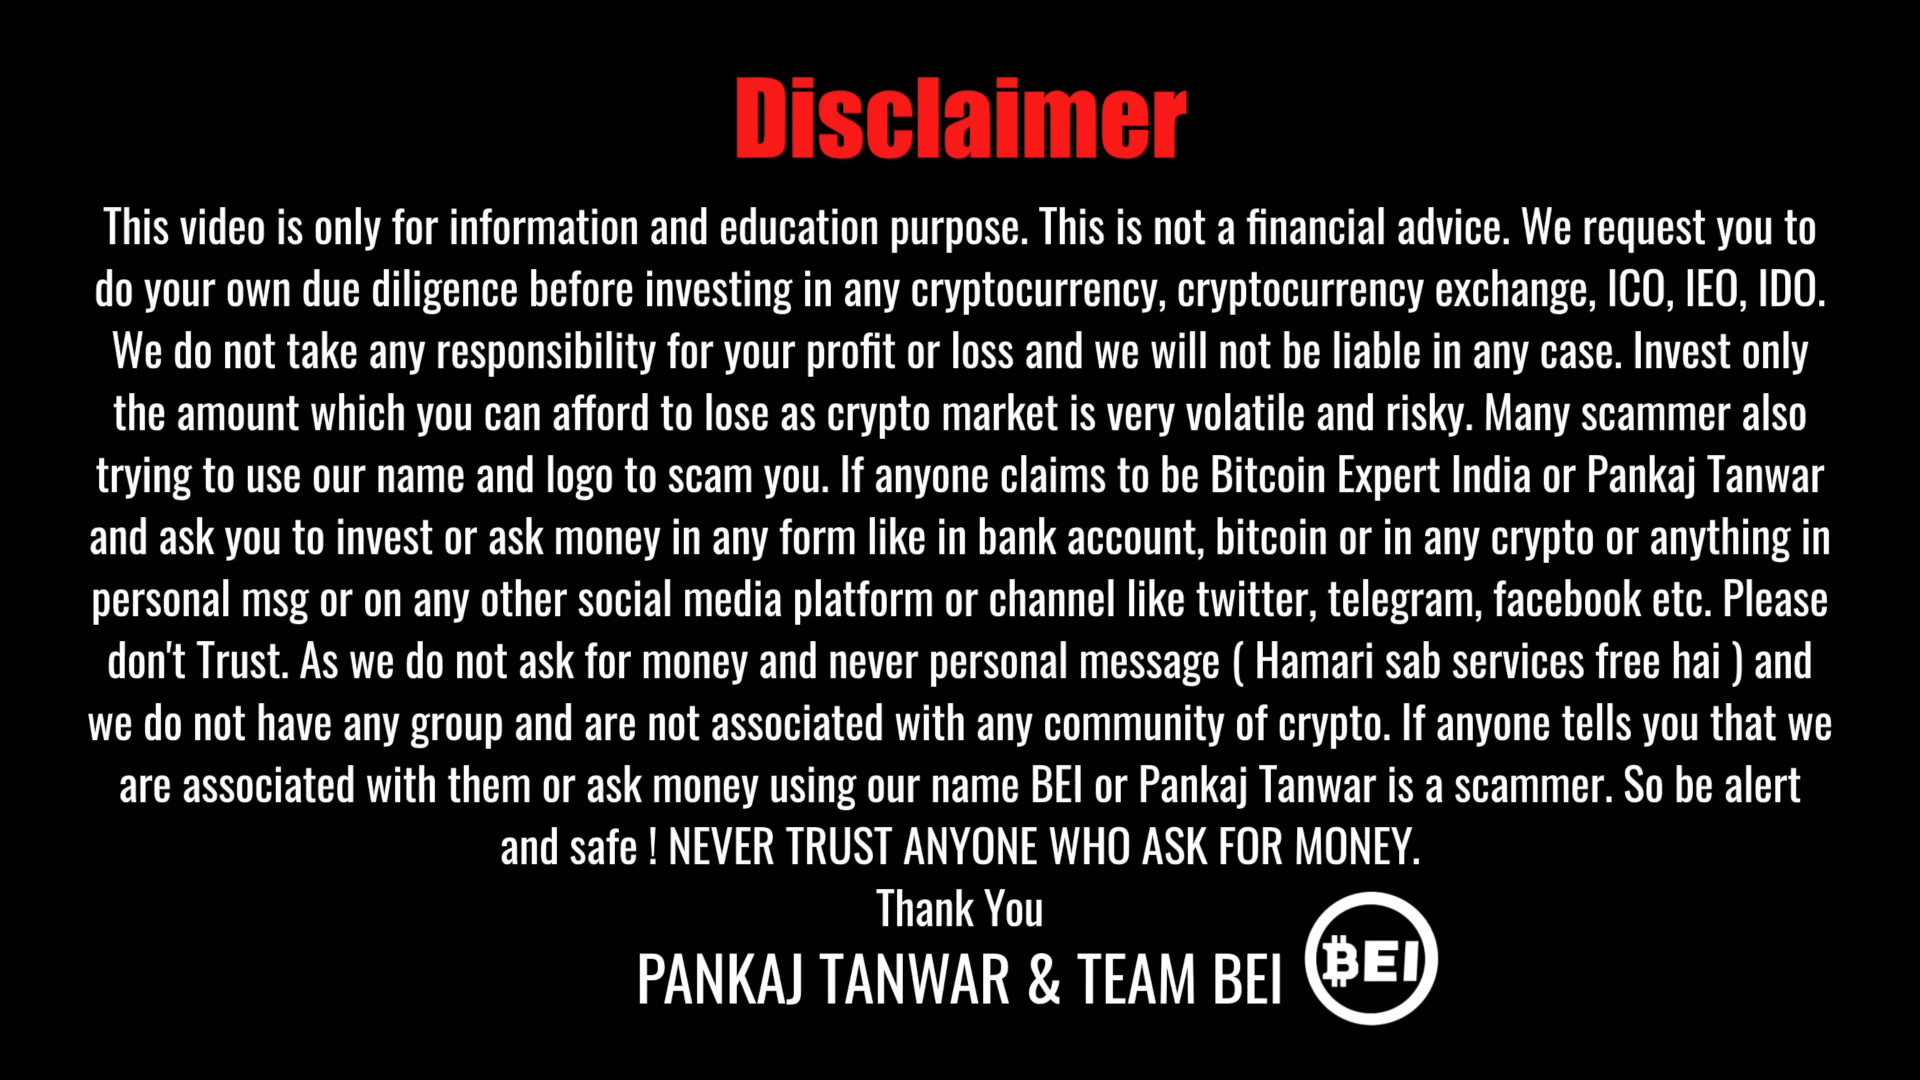 Disclaimer
This video is only for information and education purpose. This is not a financial advice. We request you to
do your own due diligence before investing in any cryptocurrency, cryptocurrency exchange, ICO, IEO, IDO.
We do not take any responsibility for your profit or loss and we will not be liable in any case. Invest only
the amount which you can afford to lose as crypto market is very volatile and risky. Many scammer also
trying to use our name and logo to scam you. If anyone claims to be Bitcoin Expert India or Pankaj Tanwar
and ask you to invest or ask money in any form like in bank account, bitcoin or in any crypto or anything in
personal msg or on any other social media platform or channel like twitter, telegram, facebook etc. Please
don't Trust. As we do not ask for money and never personal message ( Hamari sab services free hai ) and
we do not have any group and are not associated with any community of crypto. If anyone tells you that we
are associated with them or ask money using our name BEI or Pankaj Tanwar is a scammer. So be alert
and safe ! NEVER TRUST ANYONE WHO ASK FOR MONEY.
Thank You
PANKAJ TANWAR & TEAM BEI
BEI